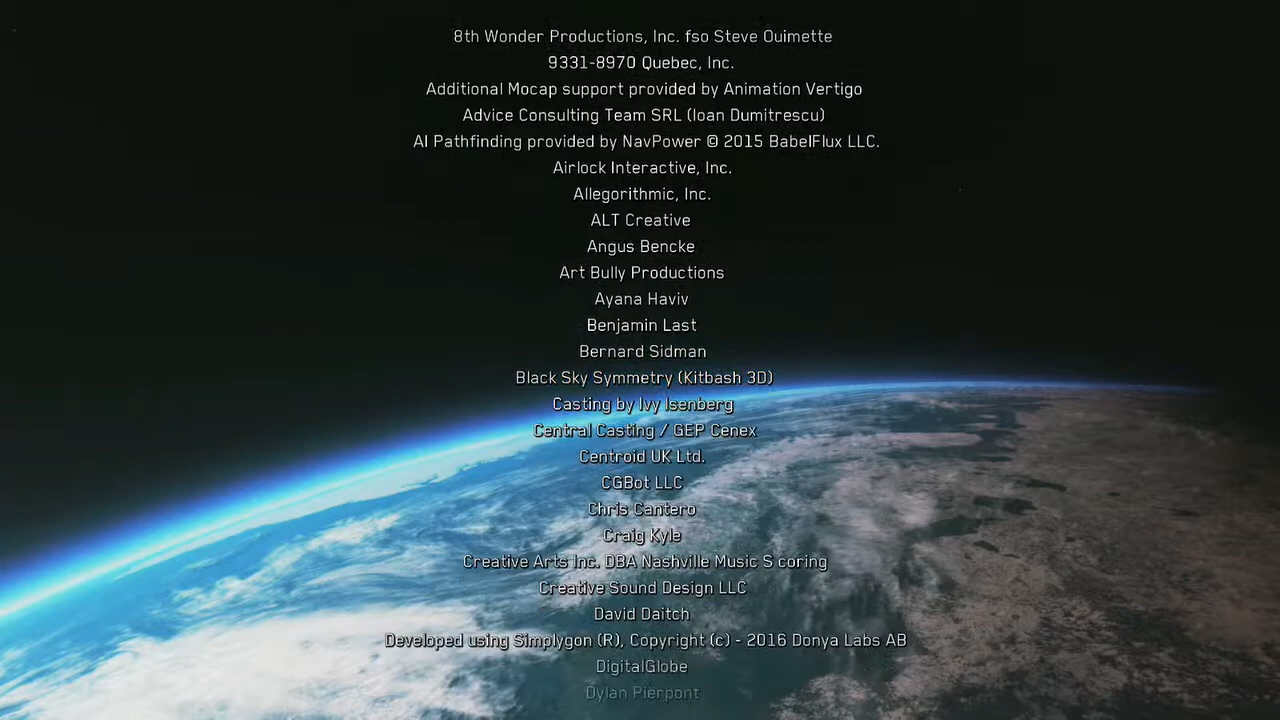 8th Wonder Productions, Inc. fso Steve Ouimette
9331-8970 Quebec, Inc.
Additional Mocap support provided by Animation Vertigo
Advice Consulting Team SRL (Ioan Dumitrescu)
AI Pathfinding provided by NavPower © 2015 BabelFlux LLC.
Airlock Interactive, Inc.
Allegorithmic, Inc.
ALT Creative
Angus Bencke
Art Bully Productions
Ayana Haviv
Benjamin Last
Bernard Sidman
Black Sky Symmetry (Kitbash 3D)
Casting by Ivy Isenberg
Central Casting / GEP Cenex
Centroid UK Ltd.
CGBot LLC
Chris Cantero
Craig Kyle
Creative Arts Inc. DBA Nashville Music S coring
Creative Sound Design LLC
David Daitch
Developed using Simplygon (R), Copyright (c) - 2016 Donya Labs AB
DigitalGlobe
Dylan Pierpont